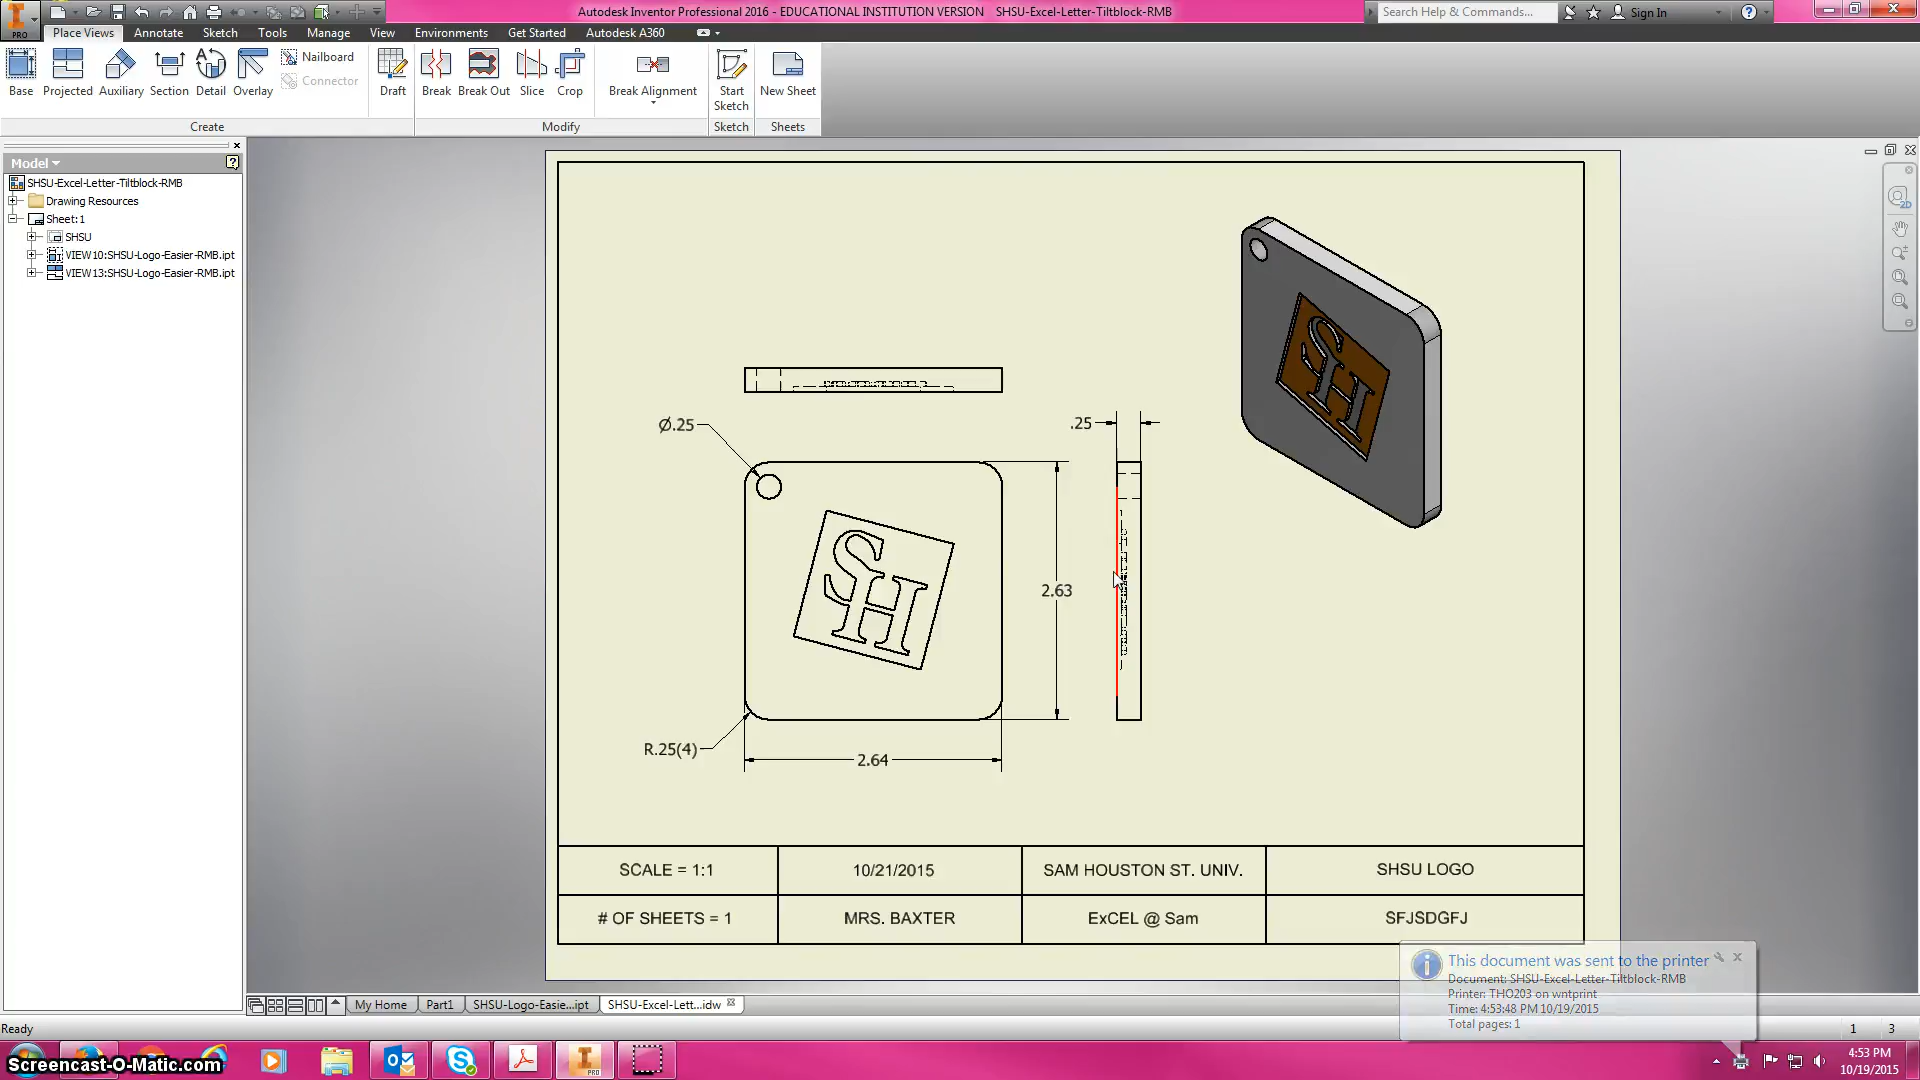 Autodesk Inventor Professional 2016 - EDUCATIONAL INSTITUTION VERSION SHSU-Excel-Letter-Tiltblock-RMB
Search Help & Commands...
Sign In
PRO
Place Views Annotate Sketch Tools Manage View Environments Get Started Autodesk A360
Base Projected Auxiliary Section Detail Overlay
Nailboard
Connector
Draft
Break Break Out Slice Crop
Break Alignment
Start
Sketch
New Sheet
Create
Modify
Sketch
Sheets
Model
SHSU-Excel-Letter-Tiltblock-RMB
Drawing Resources
Sheet:1
SHSU
VIEW10:SHSU-Logo-Easier-RMB.ipt
VIEW13:SHSU-Logo-Easier-RMB.ipt
2D
SH
Ø.25
.25
SH
2.63
R.25(4)
2.64
SCALE = 1:1
10/21/2015
SAM HOUSTON ST. UNIV.
SHSU LOGO
# OF SHEETS = 1
MRS. BAXTER
ExCEL @ Sam
SFJSDGFJ
This document was sent to the printer
Document: SHSU-Excel-Letter-Tiltblock-RMB
Printer: THO203 on wntprint
Time: 4:53:48 PM 10/19/2015
Total pages: 1
My Home
Part1
SHSU-Logo-Easie...ipt
SHSU-Excel-Lett...idw
Ready
1
3
Screencast-O-Matic.com
PRO
4:53 PM
10/19/2015